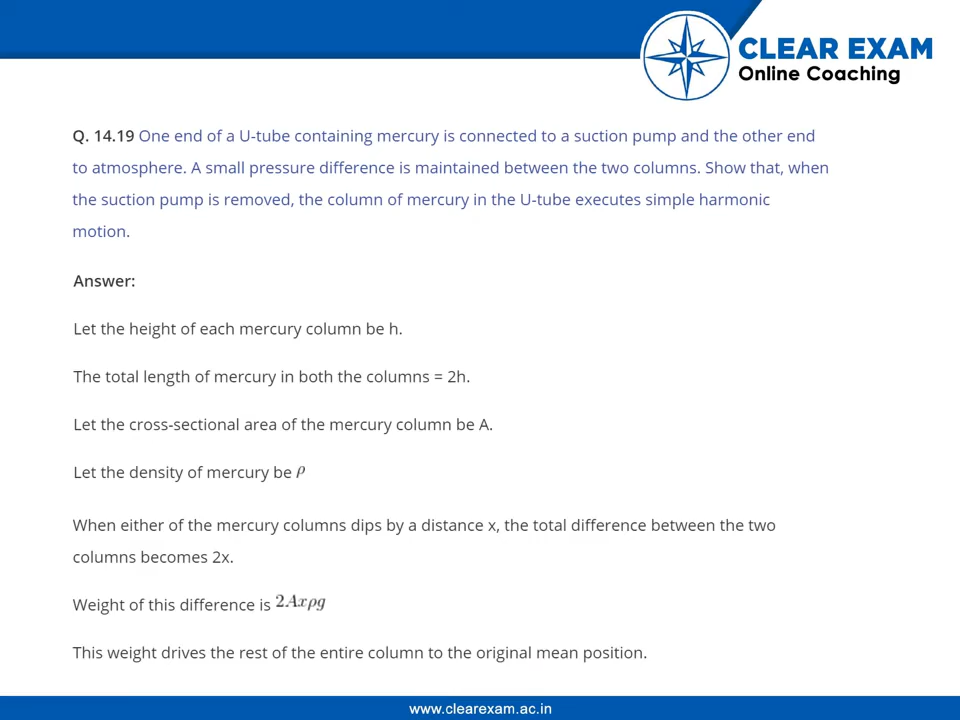 CLEAR EXAM
Online Coaching
Q. 14.19 One end of a U-tube containing mercury is connected to a suction pump and the other end
to atmosphere. A small pressure difference is maintained between the two columns. Show that, when
the suction pump is removed, the column of mercury in the U-tube executes simple harmonic
motion.
Answer:
Let the height of each mercury column be h.
The total length of mercury in both the columns = 2h.
Let the cross-sectional area of the mercury column be A.
Let the density of mercury be ρ
When either of the mercury columns dips by a distance x, the total difference between the two
columns becomes 2x.
Weight of this difference is 2Axρg
This weight drives the rest of the entire column to the original mean position.
www.clearexam.ac.in